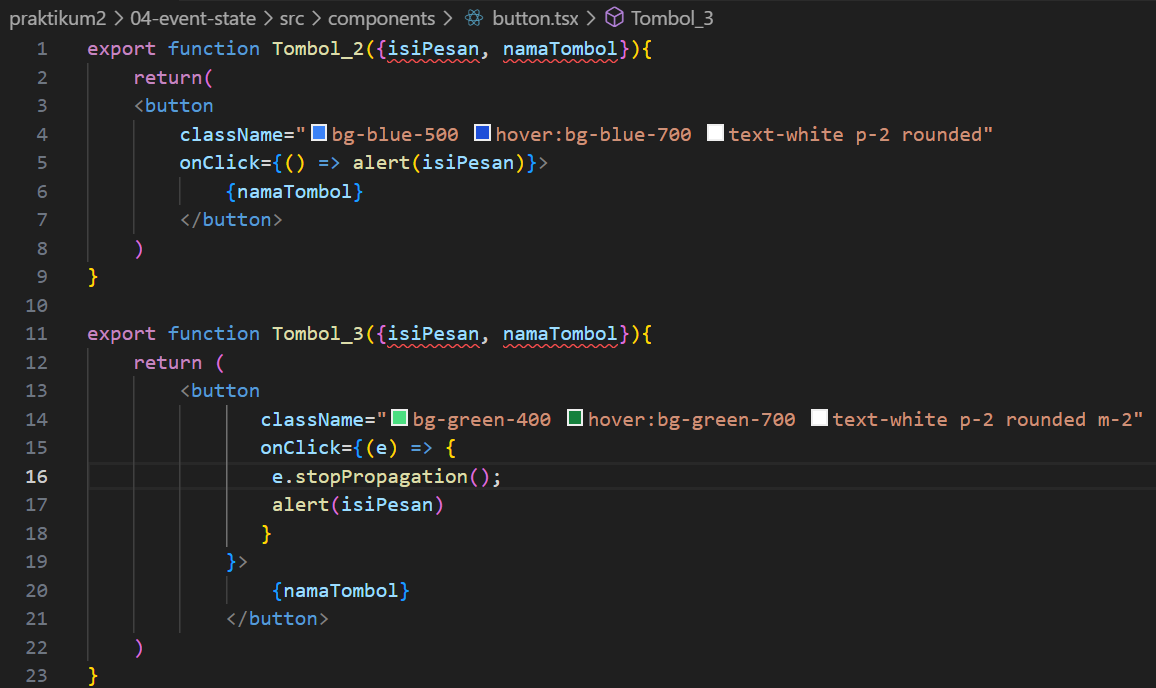 praktikum2 > 04-event-state > src > components > button.tsx > Tombol_3
1 export function Tombol_2({isiPesan, namaTombol}){
2 return(
3 <button
4 className="bg-blue-500 hover:bg-blue-700 text-white p-2 rounded"
5 onClick={() => alert(isiPesan)}>
6 {namaTombol}
7 </button>
8 )
9 }
10
11 export function Tombol_3({isiPesan, namaTombol}){
12 return (
13 <button
14 className="bg-green-400 hover:bg-green-700 text-white p-2 rounded m-2"
15 onClick={(e) => {
16 e.stopPropagation();
17 alert(isiPesan)
18 }
19 }>
20 {namaTombol}
21 </button>
22 )
23 }